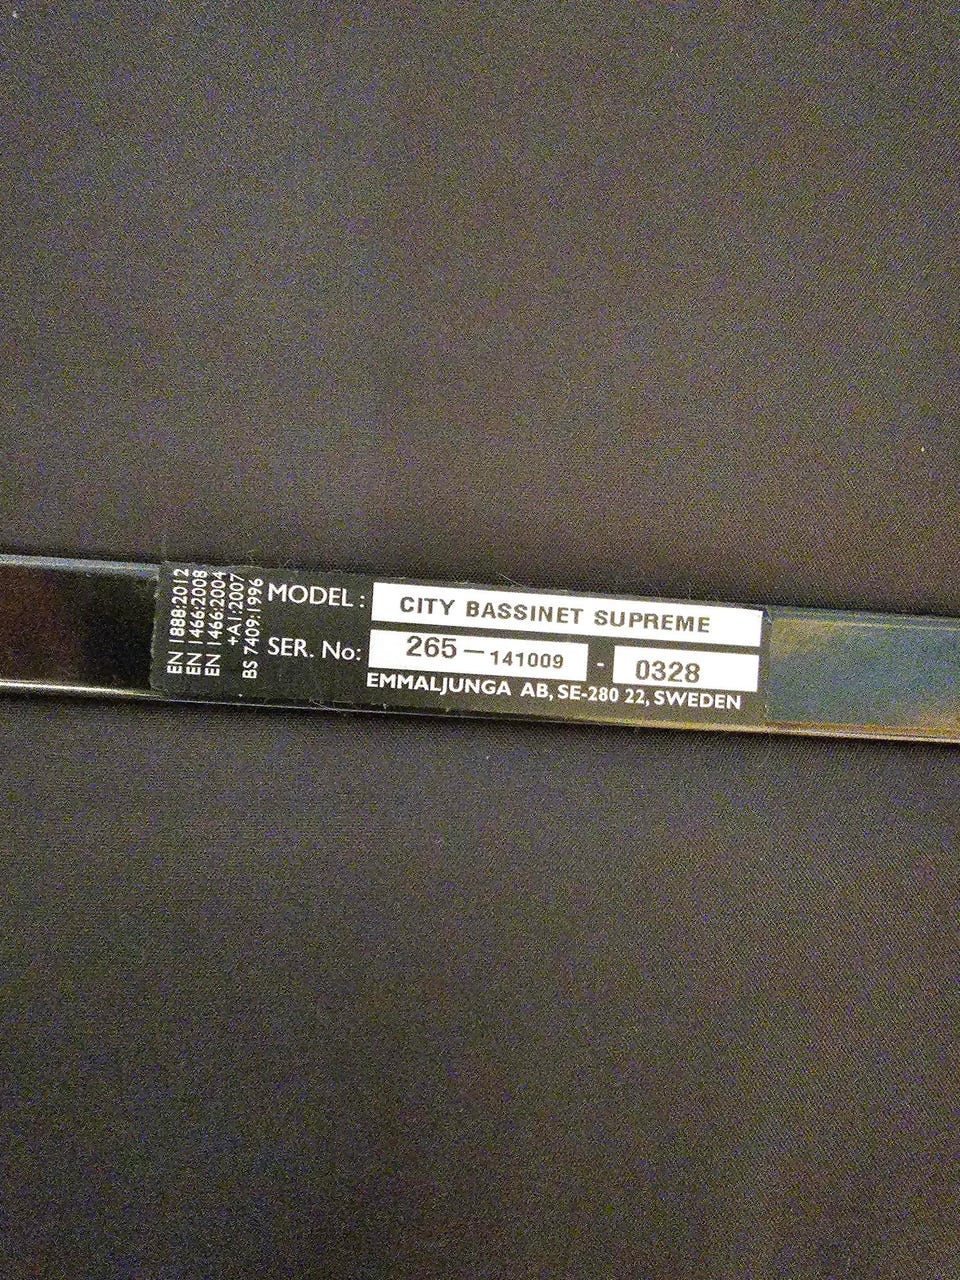 EN 1888:2012
EN 1466:2008
EN 1466:2004
+A1:2007
BS 7409:1996
MODEL : CITY BASSINET SUPREME
SER. No: 265-141009 - 0328
EMMALJUNGA AB, SE-280 22, SWEDEN